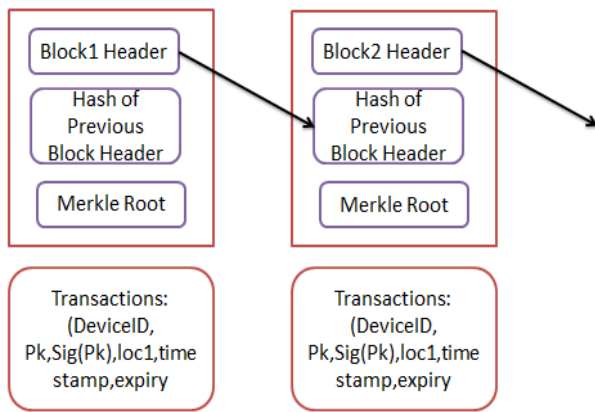 Block1 Header
Hash of
Previous
Block Header
Merkle Root
Transactions:
(DeviceID,
Pk,Sig(Pk),loc1,time
stamp,expiry
Block2 Header
Hash of
Previous
Block Header
Merkle Root
Transactions:
(DeviceID,
Pk,Sig(Pk),loc1,time
stamp,expiry